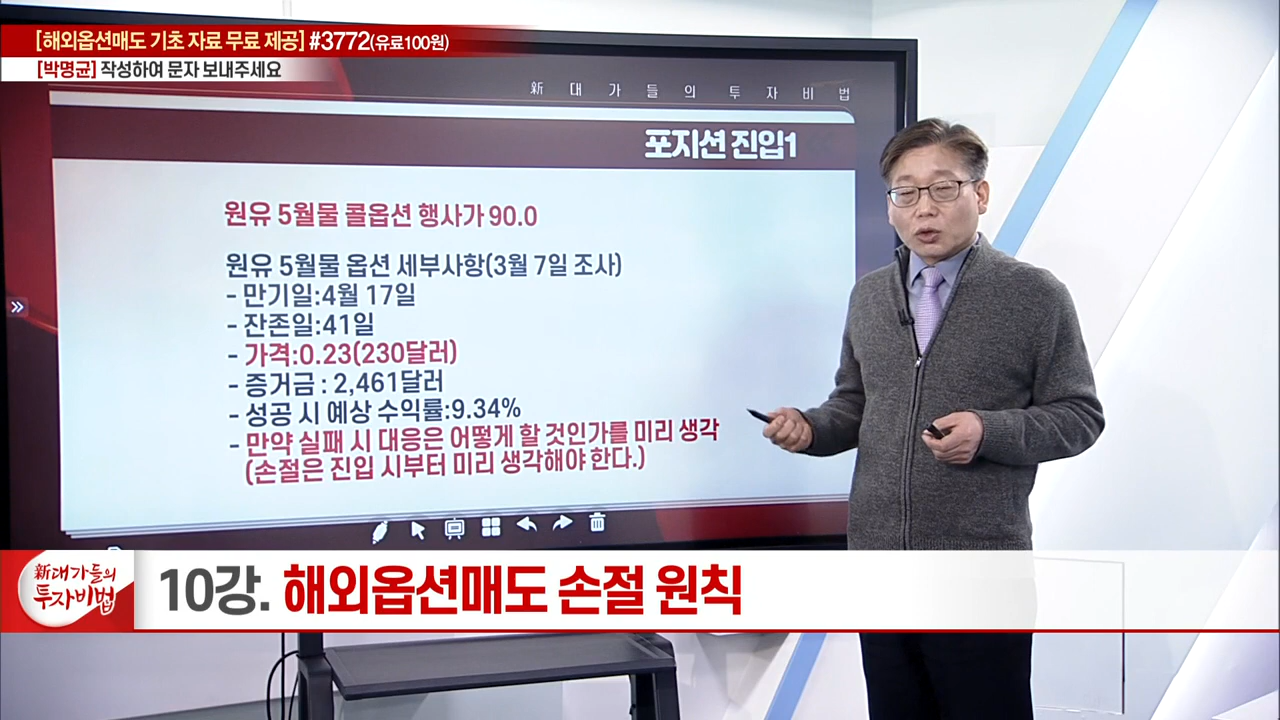 [해외옵션매도 기초 자료 무료 제공] #3772(유료100원)
[박명균] 작성하여 문자 보내주세요
新 대가들의 투자비법
포지션 진입1
원유 5월물 콜옵션 행사가 90.0
원유 5월물 옵션 세부사항(3월 7일 조사)
- 만기일:4월 17일
- 잔존일:41일
- 가격:0.23(230달러)
- 증거금 : 2,461달러
- 성공 시 예상 수익률:9.34%
- 만약 실패 시 대응은 어떻게 할 것인가를 미리 생각
(손절은 진입 시부터 미리 생각해야 한다.)
新대가들의
투자비법
10강. 해외옵션매도 손절 원칙